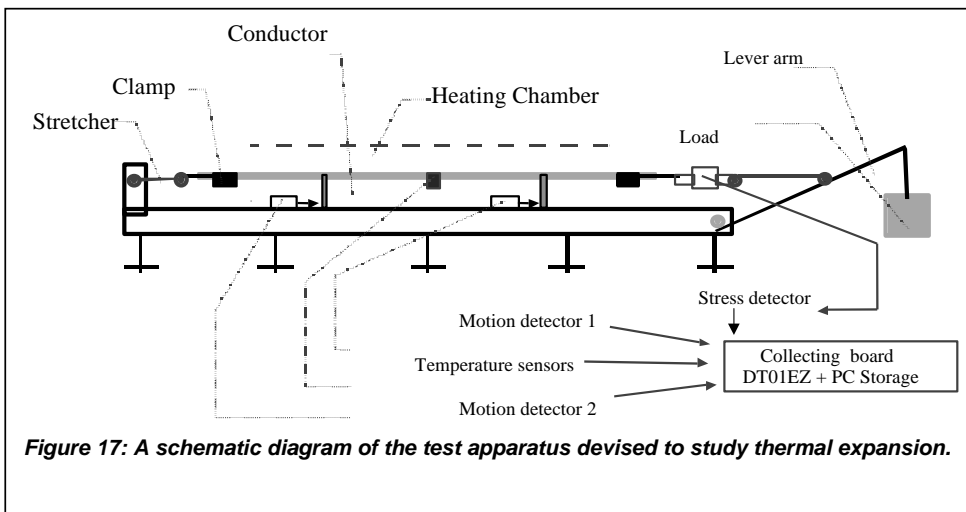 Conductor
Lever arm
Clamp
Heating Chamber
Stretcher
Load
Stress detector
Motion detector 1
Collecting board
Temperature sensors
DT01EZ + PC Storage
Motion detector 2
Figure 17: A schematic diagram of the test apparatus devised to study thermal expansion.